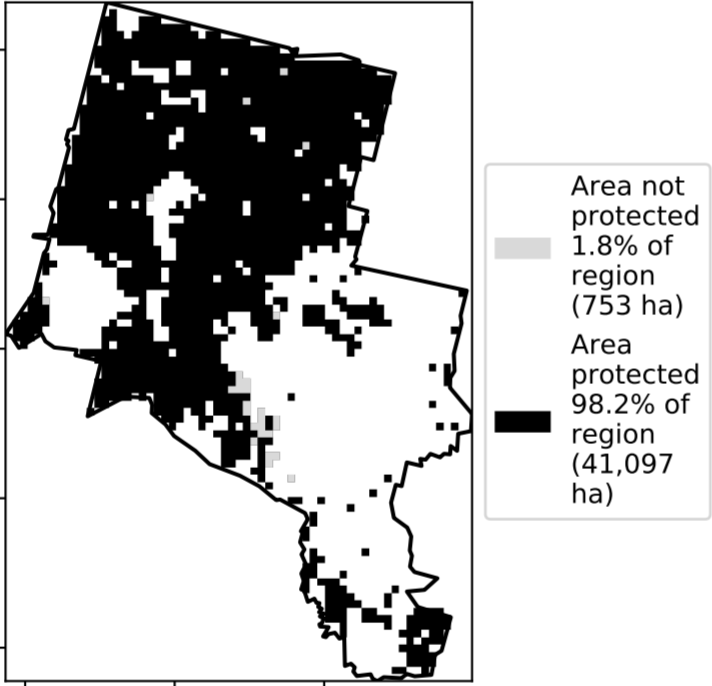 Area not
protected
1.8% of
region
(753 ha)
Area
protected
98.2% of
region
(41,097
ha)